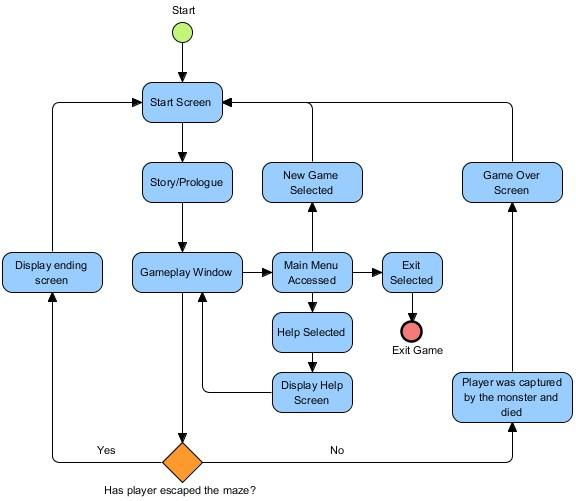 Start
Start Screen
Story/Prologue
New Game
Selected
Game Over
Screen
Display ending
screen
Gameplay Window
Main Menu
Accessed
Exit
Selected
Help Selected
Exit Game
Display Help
Screen
Player was captured
by the monster and
died
Yes
No
Has player escaped the maze?